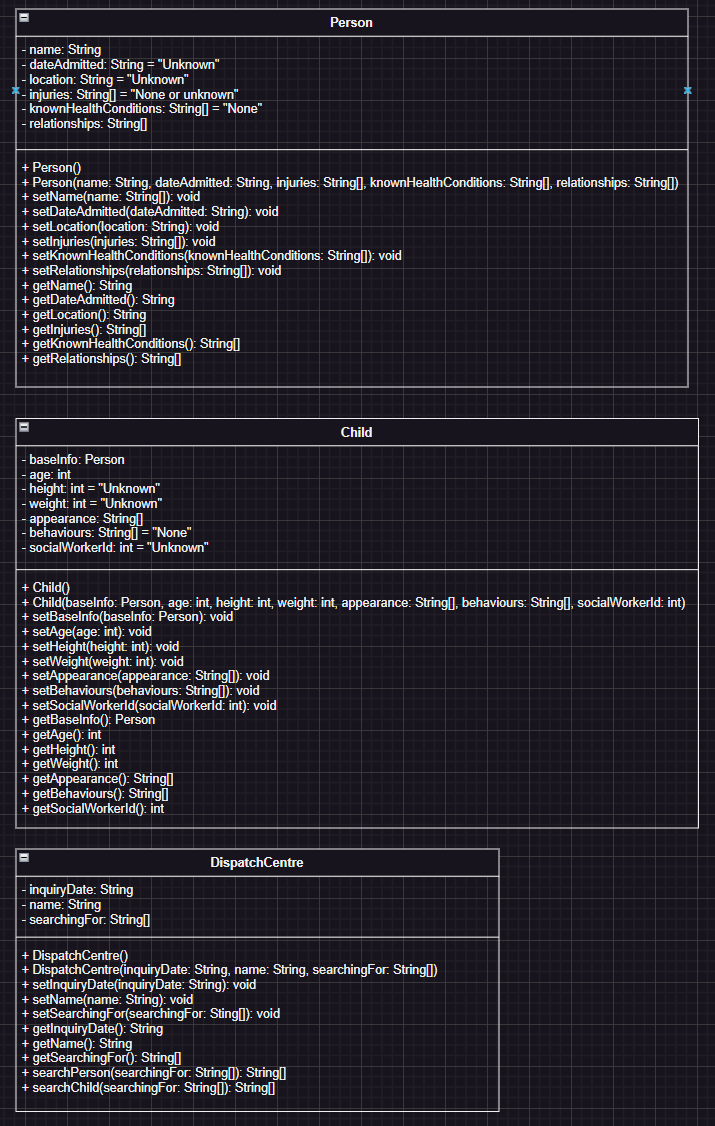 Person
- name: String
- dateAdmitted: String = "Unknown"
- location: String = "Unknown"
- injuries: String[] = "None or unknown"
- knownHealthConditions: String[] = "None"
- relationships: String[]
+ Person()
+ Person(name: String, dateAdmitted: String, injuries: String[], knownHealthConditions: String[], relationships: String[])
+ setName(name: String[]): void
+ setDateAdmitted(dateAdmitted: String): void
+ setLocation(location: String): void
+ setInjuries(injuries: String[]): void
+ setKnownHealthConditions(knownHealthConditions: String[]): void
+ setRelationships(relationships: String[]): void
+ getName(): String
+ getDateAdmitted(): String
+ getLocation(): String
+ getInjuries(): String[]
+ getKnownHealthConditions(): String[]
+ getRelationships(): String[]
Child
- baseInfo: Person
- age: int
- height: int = "Unknown"
- weight: int = "Unknown"
- appearance: String[]
- behaviours: String[] = "None"
- socialWorkerId: int = "Unknown"
+ Child()
+ Child(baseInfo: Person, age: int, height: int, weight: int, appearance: String[], behaviours: String[], socialWorkerId: int)
+ setBaseInfo(baseInfo: Person): void
+ setAge(age: int): void
+ setHeight(height: int): void
+ setWeight(weight: int): void
+ setAppearance(appearance: String[]): void
+ setBehaviours(behaviours: String[]): void
+ setSocialWorkerId(socialWorkerId: int): void
+ getBaseInfo(): Person
+ getAge(): int
+ getHeight(): int
+ getWeight(): int
+ getAppearance(): String[]
+ getBehaviours(): String[]
+ getSocialWorkerId(): int
DispatchCentre
- inquiryDate: String
- name: String
- searchingFor: String[]
+ DispatchCentre()
+ DispatchCentre(inquiryDate: String, name: String, searchingFor: String[])
+ setInquiryDate(inquiryDate: String): void
+ setName(name: String): void
+ setSearchingFor(searchingFor: Sting[]): void
+ getInquiryDate(): String
+ getName(): String
+ getSearchingFor(): String[]
+ searchPerson(searchingFor: String[]): String[]
+ searchChild(searchingFor: String[]): String[]